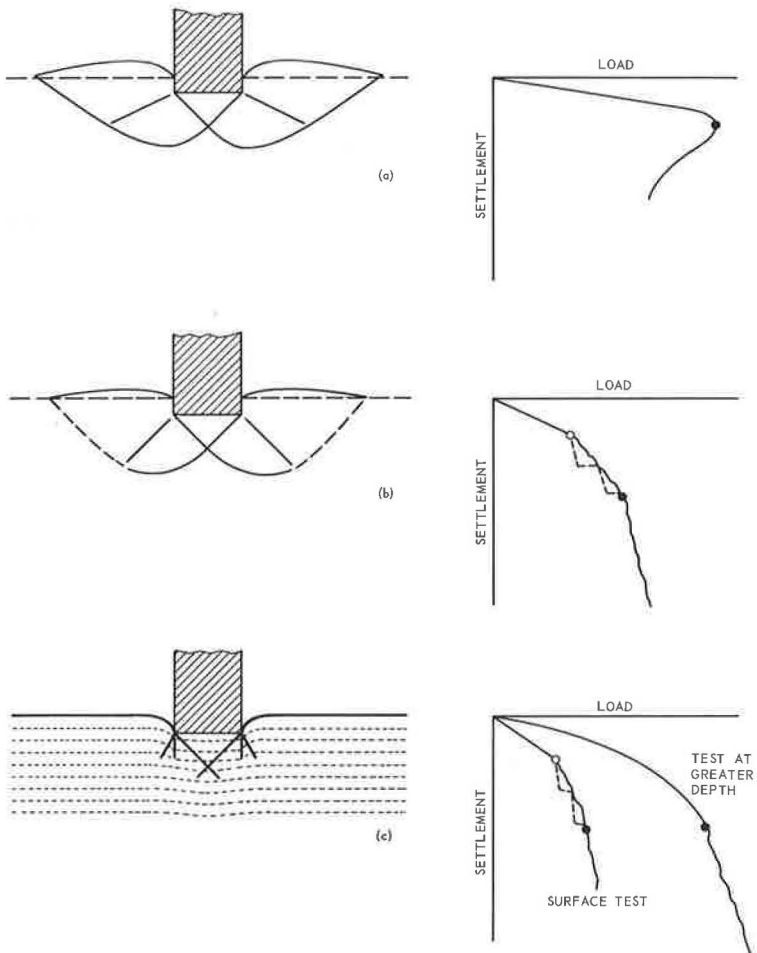 LOAD
SETTLEMENT
(a)
LOAD
SETTLEMENT
(b)
LOAD
SETTLEMENT
TEST AT
GREATER
DEPTH
SURFACE TEST
(c)